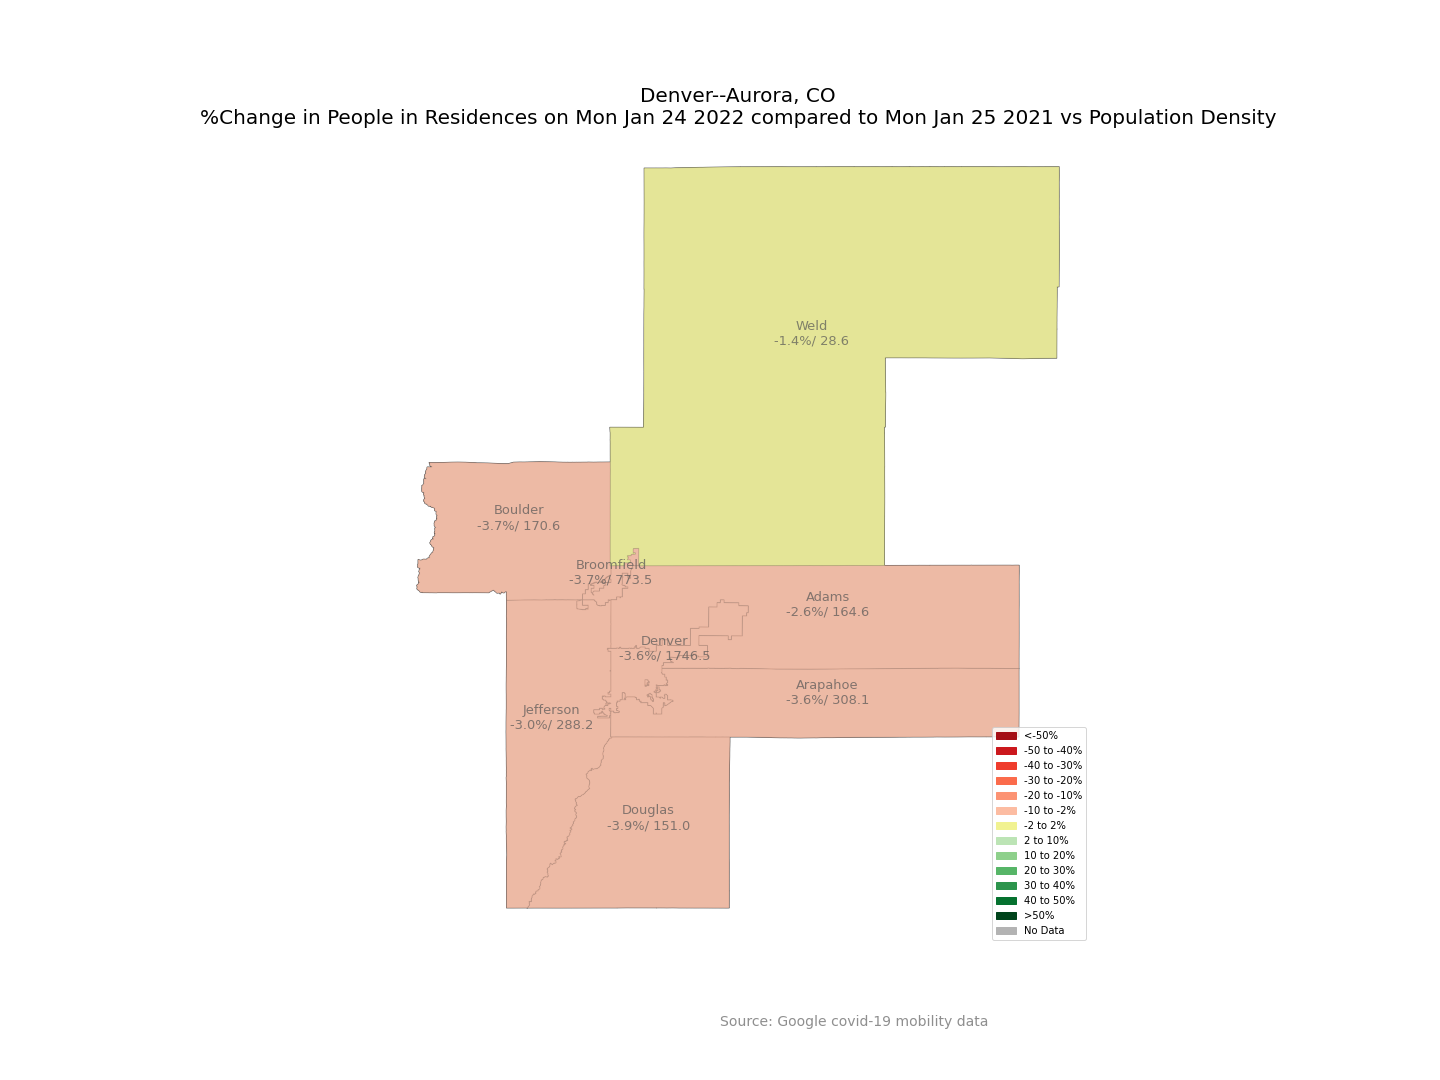 Denver--Aurora, CO
%Change in People in Residences on Mon Jan 24 2022 compared to Mon Jan 25 2021 vs Population Density
Weld
-1.4%/ 28.6
Boulder
-3.7%/ 170.6
Broomfield
-3.7%/ 773.5
Adams
-2.6%/ 164.6
Denver
-3.6%/ 1746.5
Arapahoe
-3.6%/ 308.1
Jefferson
-3.0%/ 288.2
Douglas
-3.9%/ 151.0
<-50%
-50 to -40%
-40 to -30%
-30 to -20%
-20 to -10%
-10 to -2%
-2 to 2%
2 to 10%
10 to 20%
20 to 30%
30 to 40%
40 to 50%
>50%
No Data
Source: Google covid-19 mobility data